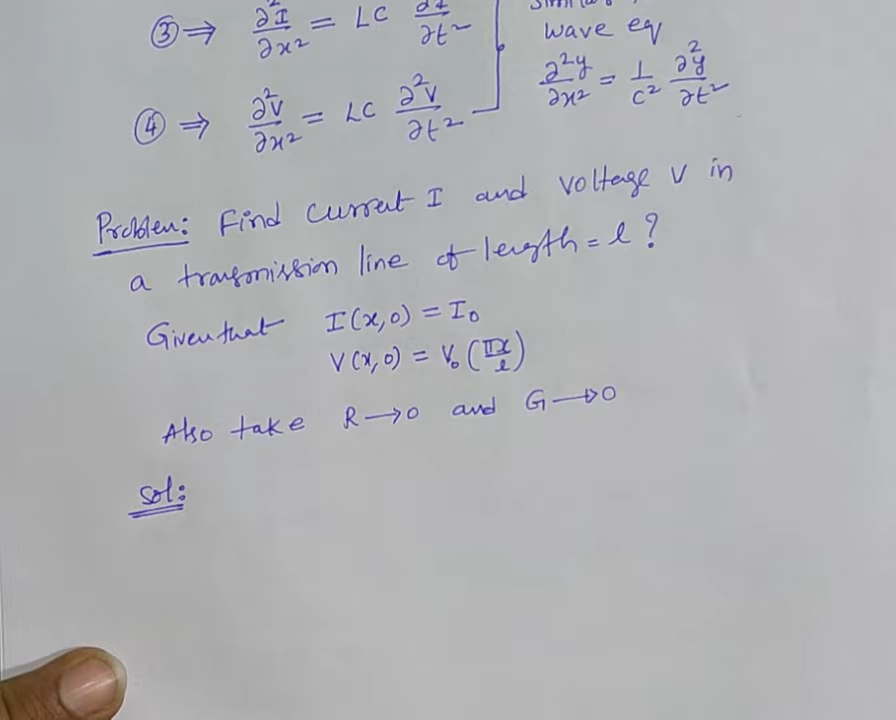 ③ ⇒ ∂²I/∂x² = LC ∂²I/∂t²
wave eq
∂²y/∂x² = 1/c² ∂²y/∂t²
④ ⇒ ∂²V/∂x² = LC ∂²V/∂t²
Problem: Find current I and voltage V in
a transmission line of length = l ?
Given that I(x,0) = I₀
V(x,0) = V₀ (πx/l)
Also take R → 0 and G → 0
Sol: